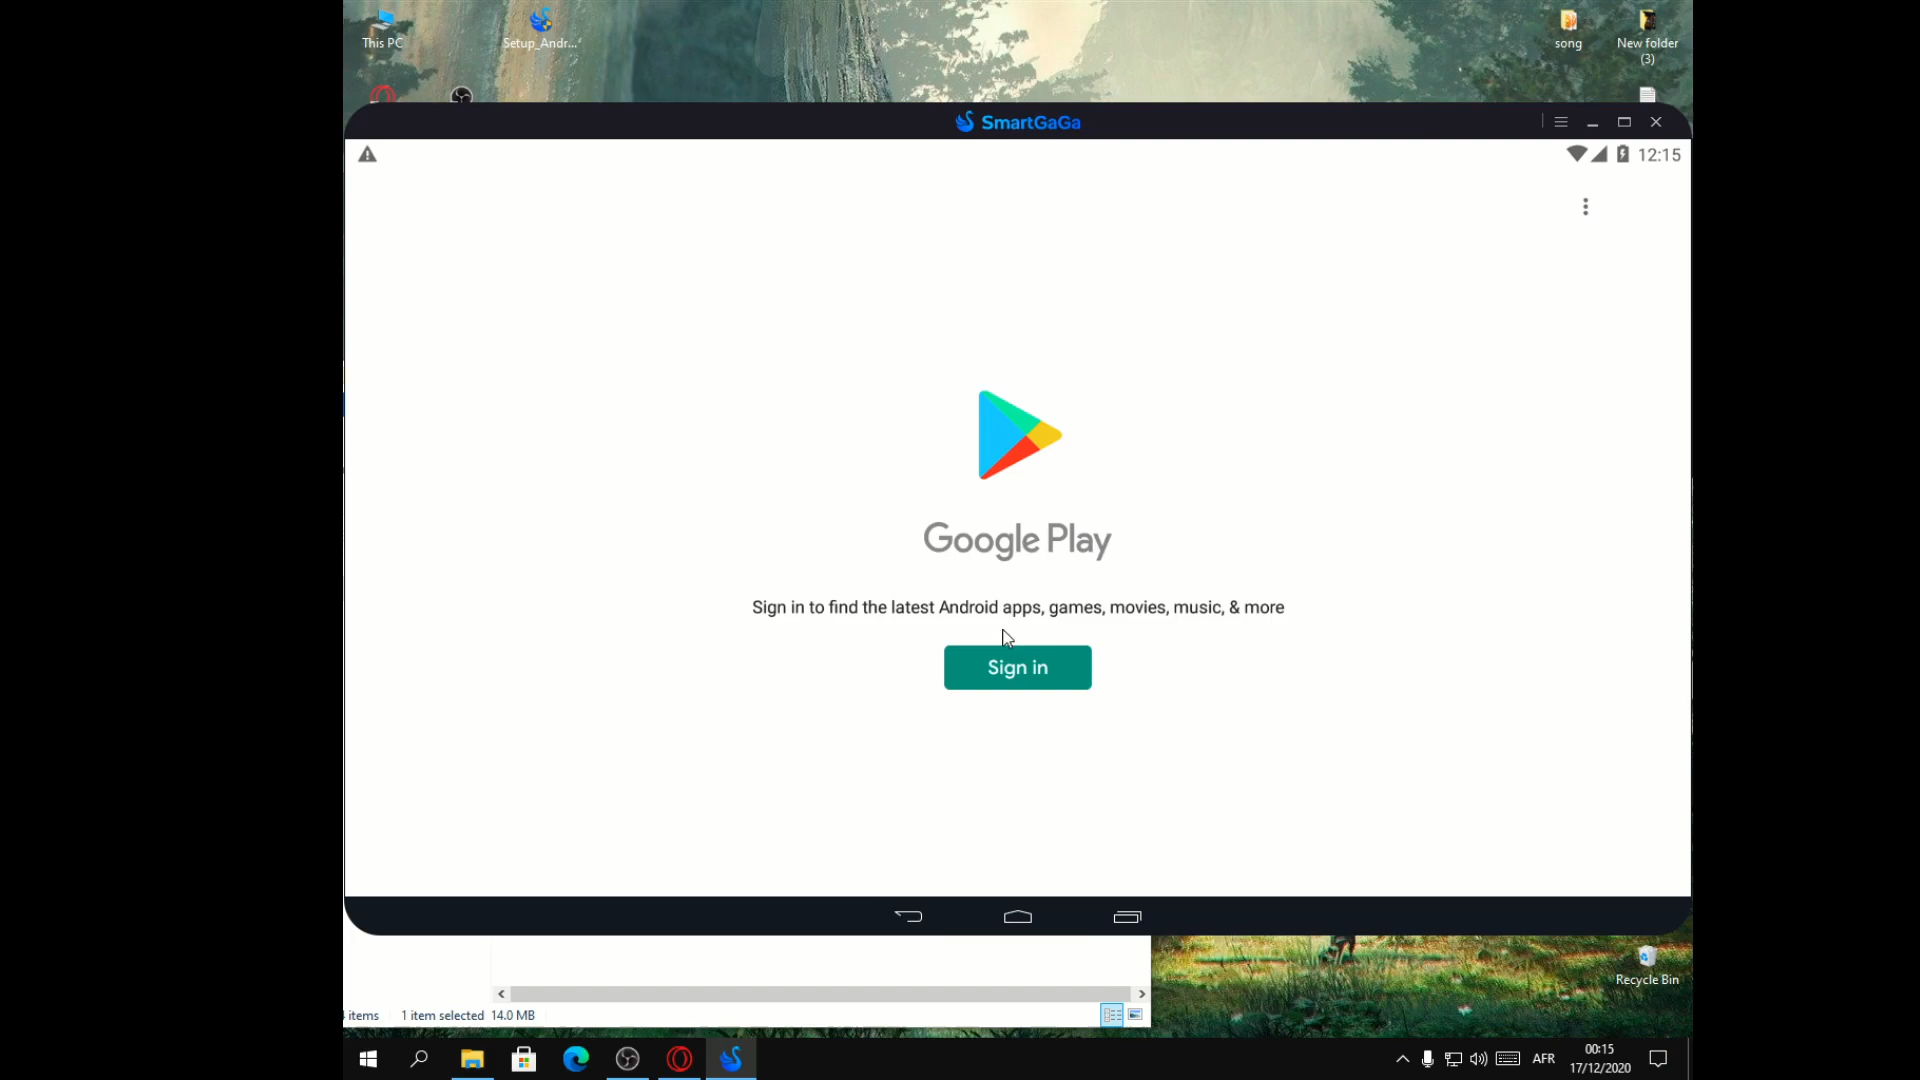 This PC
Setup_Andr...
song
New folder
(3)
SmartGaGa
12:15
Google Play
Sign in to find the latest Android apps, games, movies, music, & more
Sign in
Recycle Bin
items
1 item selected 14.0 MB
AFR
00:15
17/12/2020